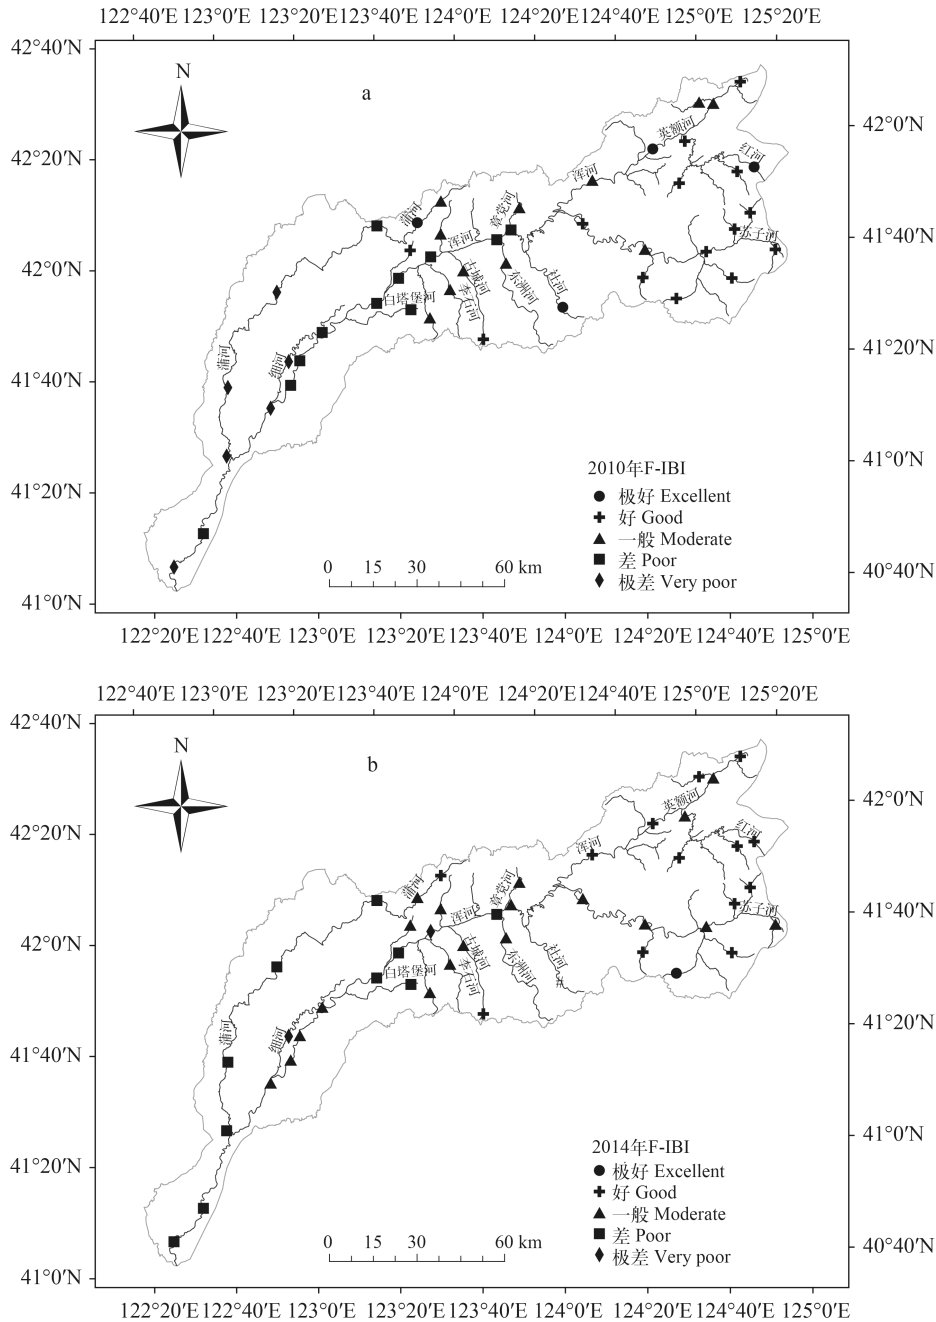 122°40′E 123°0′E 123°20′E 123°40′E 124°0′E 124°20′E 124°40′E 125°0′E 125°20′E
42°40′N
N
a
42°0′N
英额河
42°20′N
红河
浑河
章党河
蒲河
苏子河
浑河
41°40′N
42°0′N
古城河
东洲河
社河
李石河
白塔堡河
41°20′N
蒲河
细河
41°40′N
41°0′N
2010年F-IBI
极好 Excellent
41°20′N
好 Good
一般 Moderate
差 Poor
极差 Very poor
0 15 30 60 km
40°40′N
41°0′N
122°20′E 122°40′E 123°0′E 123°20′E 123°40′E 124°0′E 124°20′E 124°40′E 125°0′E
122°40′E 123°0′E 123°20′E 123°40′E 124°0′E 124°20′E 124°40′E 125°0′E 125°20′E
42°40′N
N
b
42°0′N
英额河
42°20′N
红河
浑河
章党河
蒲河
苏子河
浑河
41°40′N
42°0′N
古城河
东洲河
社河
李石河
白塔堡河
41°20′N
蒲河
细河
41°40′N
41°0′N
2014年F-IBI
41°20′N
极好 Excellent
好 Good
一般 Moderate
差 Poor
极差 Very poor
0 15 30 60 km
40°40′N
41°0′N
122°20′E 122°40′E 123°0′E 123°20′E 123°40′E 124°0′E 124°20′E 124°40′E 125°0′E